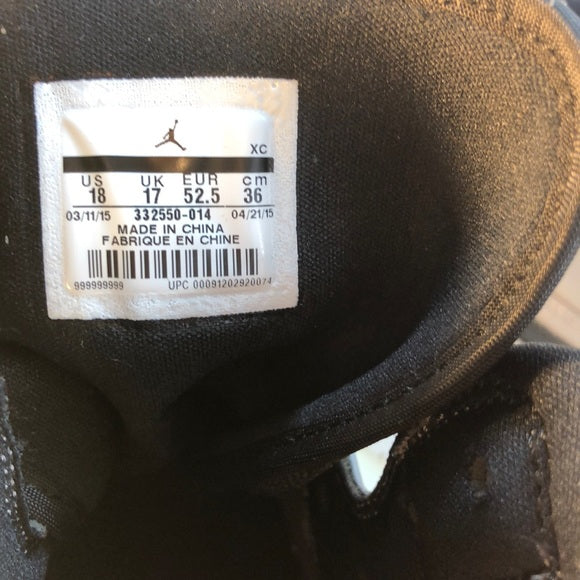 XC
US UK EUR cm
18 17 52.5 36
03/11/15 332550-014 04/21/15
MADE IN CHINA
FABRIQUE EN CHINE
999999999 UPC 00091202920074